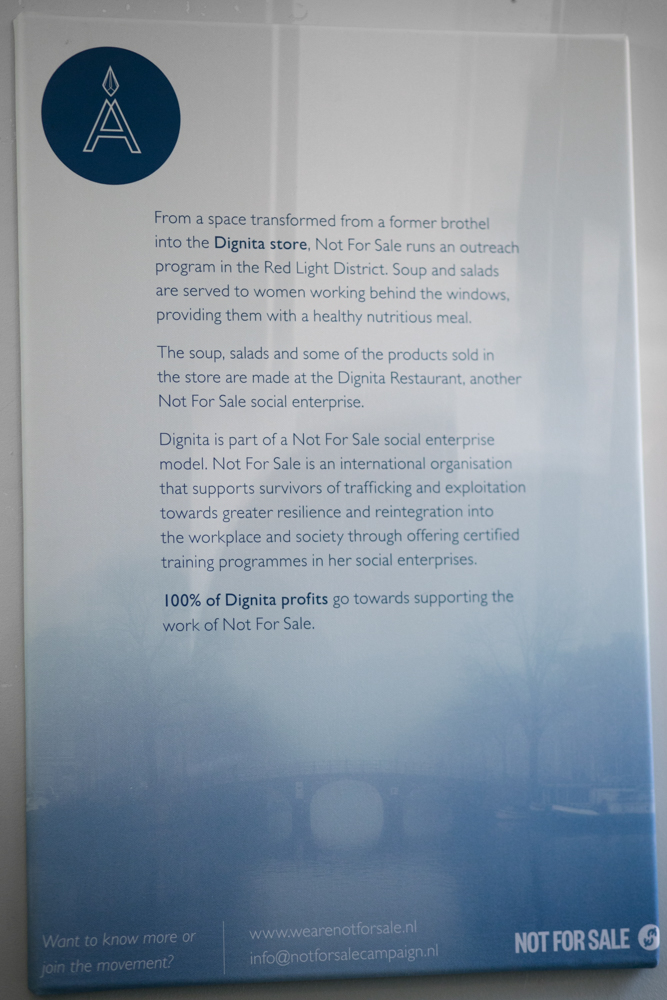 From a space transformed from a former brothel
into the Dignita store, Not For Sale runs an outreach
program in the Red Light District. Soup and salads
are served to women working behind the windows,
providing them with a healthy nutritious meal.
The soup, salads and some of the products sold in
the store are made at the Dignita Restaurant, another
Not For Sale social enterprise.
Dignita is part of a Not For Sale social enterprise
model. Not For Sale is an international organisation
that supports survivors of trafficking and exploitation
towards greater resilience and reintegration into
the workplace and society through offering certified
training programmes in her social enterprises.
100% of Dignita profits go towards supporting the
work of Not For Sale.
Want to know more or
join the movement?
www.wearenotforsale.nl
info@notforsalecampaign.nl
NOT FOR SALE